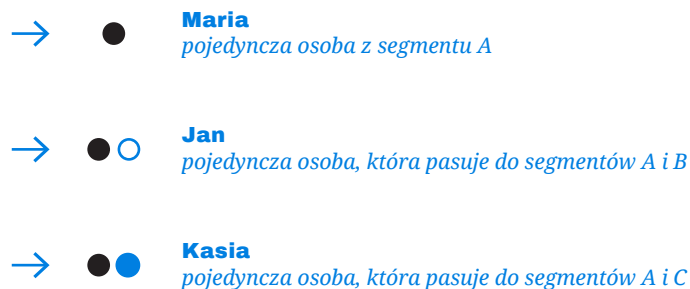 Maria
pojedyncza osoba z segmentu A
Jan
pojedyncza osoba, która pasuje do segmentów A i B
Kasia
pojedyncza osoba, która pasuje do segmentów A i C